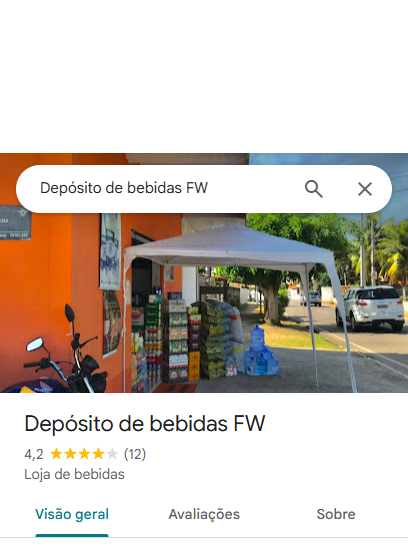 Depósito de bebidas FW
Depósito de bebidas FW
4,2 (12)
Loja de bebidas
Visão geral Avaliações Sobre